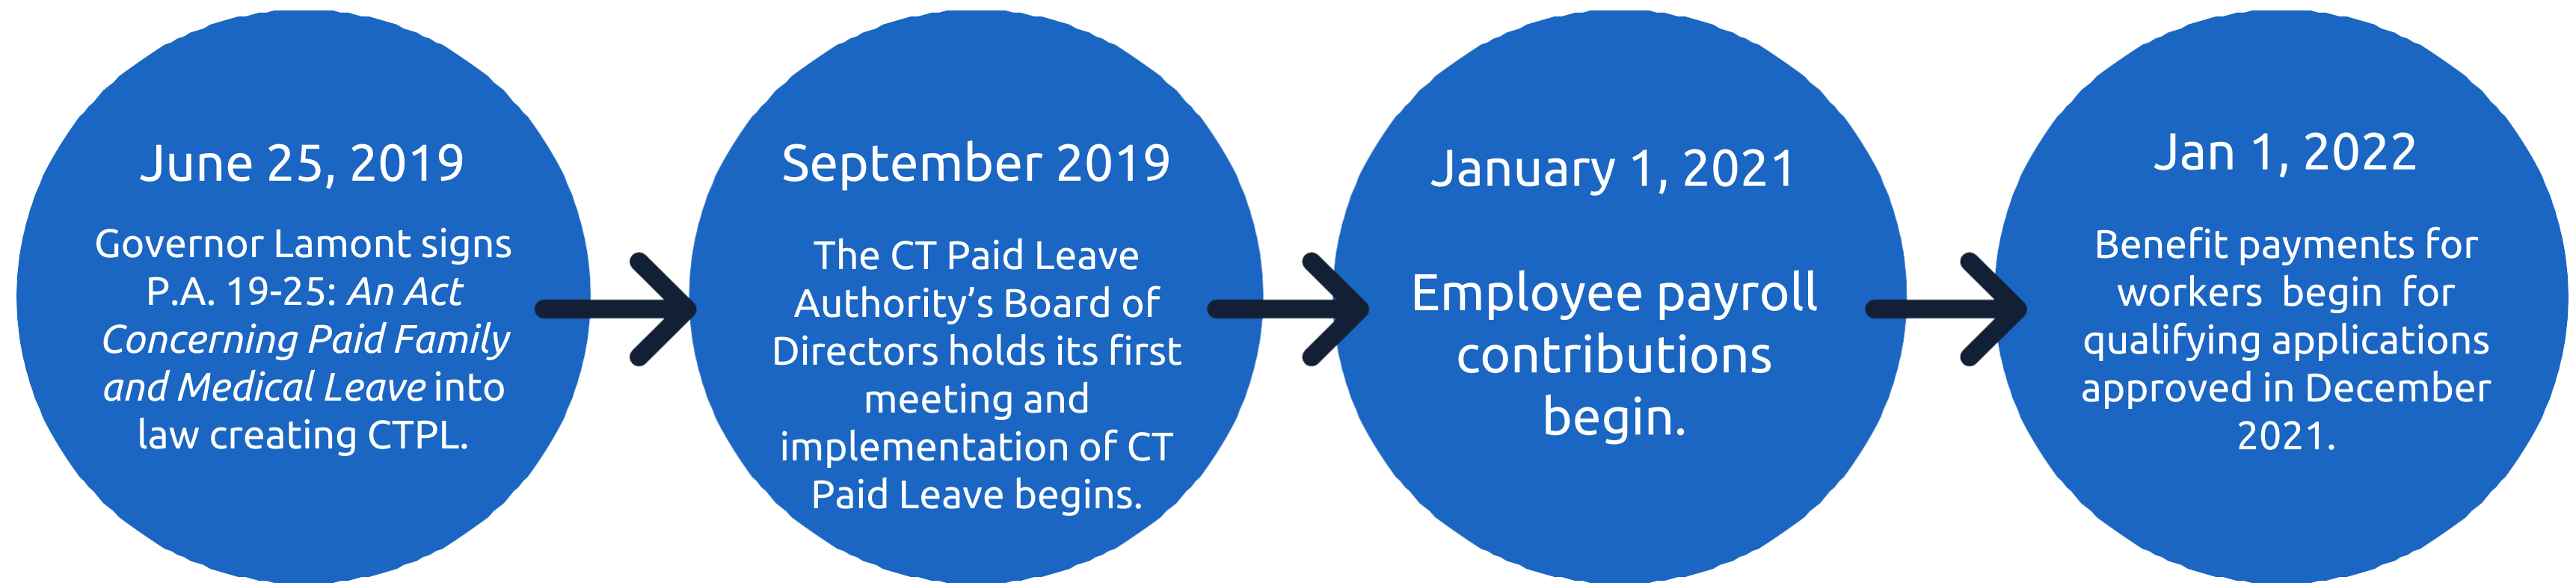 June 25, 2019
Governor Lamont signs
P.A. 19-25: An Act
Concerning Paid Family
and Medical Leave into
law creating CTPL.
September 2019
The CT Paid Leave
Authority’s Board of
Directors holds its first
meeting and
implementation of CT
Paid Leave begins.
January 1, 2021
Employee payroll
contributions
begin.
Jan 1, 2022
Benefit payments for
workers begin for
qualifying applications
approved in December
2021.